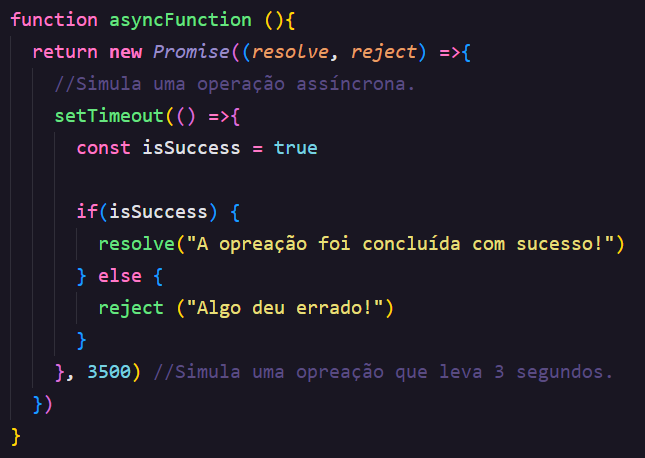 function asyncFunction (){
return new Promise((resolve, reject) =>{
//Simula uma operação assíncrona.
setTimeout(() =>{
const isSuccess = true
if(isSuccess) {
resolve("A opreação foi concluída com sucesso!")
} else {
reject ("Algo deu errado!")
}
}, 3500) //Simula uma opreação que leva 3 segundos.
})
}